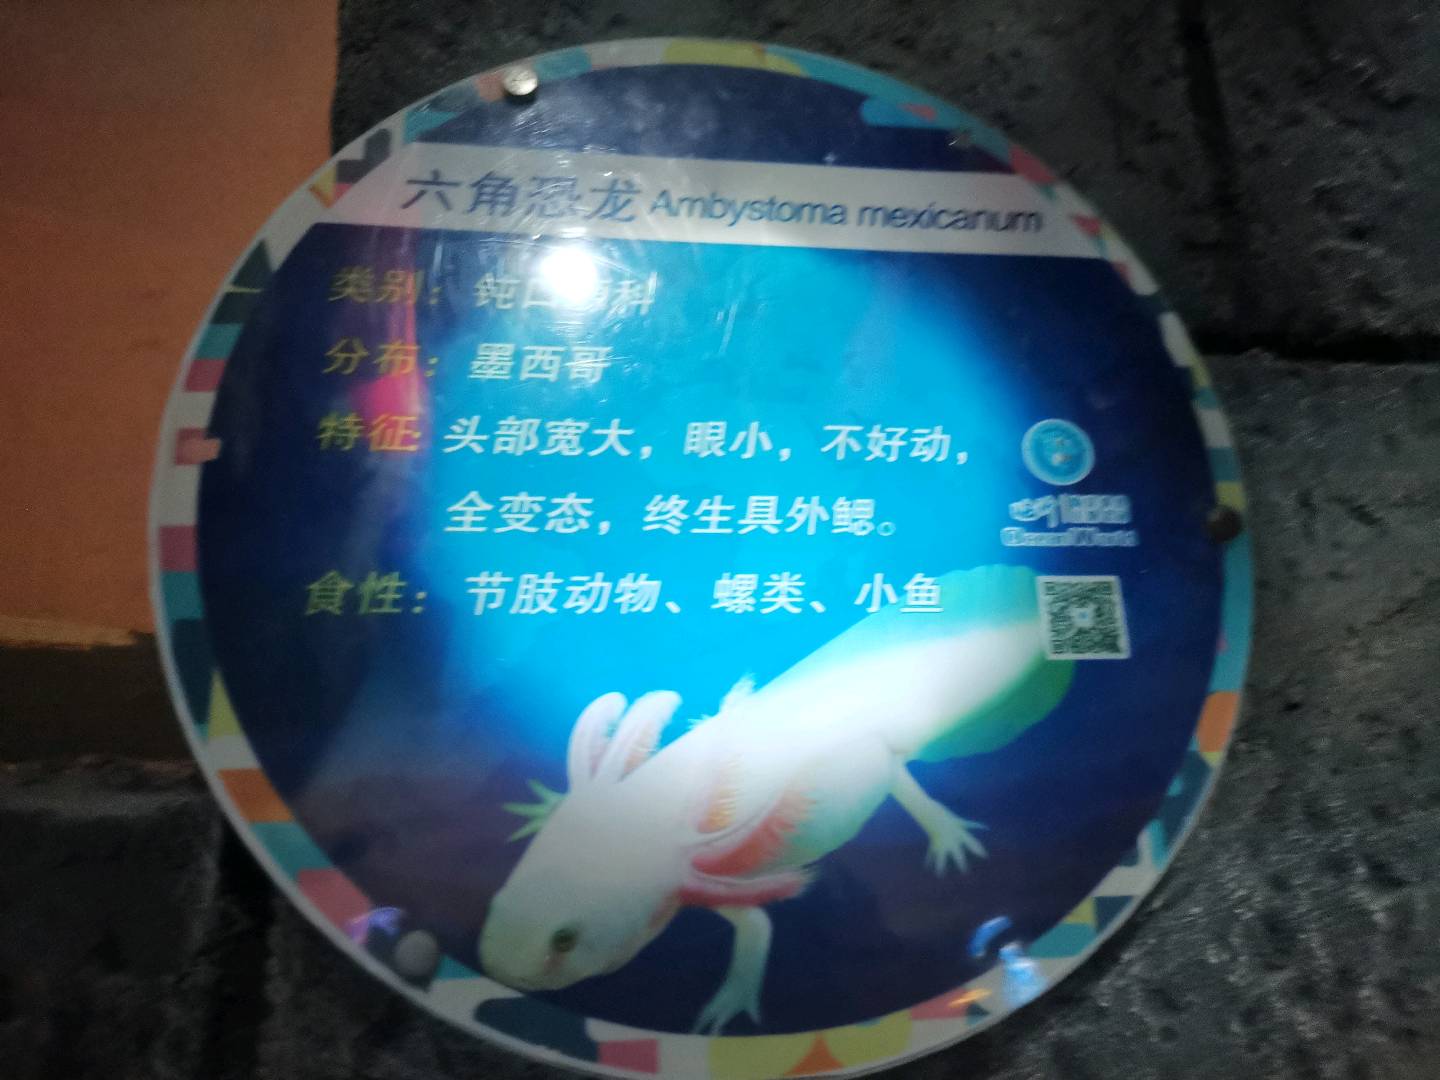 六角恐龙 Ambystoma mexicanum
类别：钝口 科
分布：墨西哥
特征 头部宽大，眼小，不好动，
全变态，终生具外鳃。
食性：节肢动物、螺类、小鱼